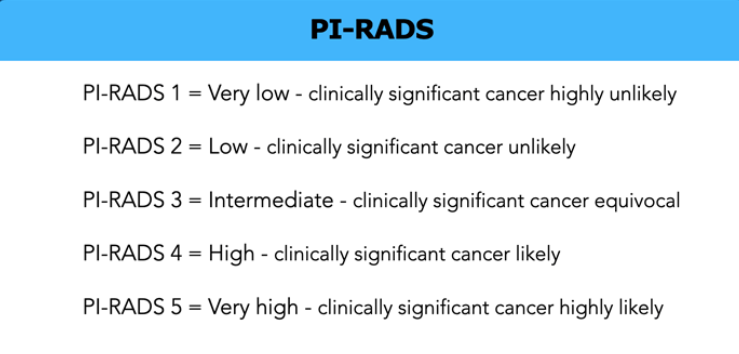 PI-RADS
PI-RADS 1 = Very low - clinically significant cancer highly unlikely
PI-RADS 2 = Low - clinically significant cancer unlikely
PI-RADS 3 = Intermediate - clinically significant cancer equivocal
PI-RADS 4 = High - clinically significant cancer likely
PI-RADS 5 = Very high - clinically significant cancer highly likely